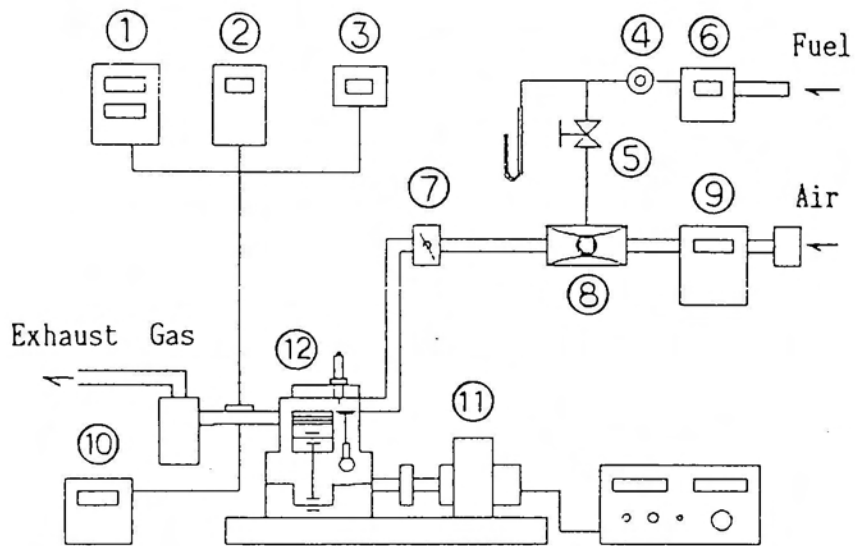 ① ② ③ ④ ⑥ Fuel
⑤
⑦ ⑨ Air
⑧
Exhaust Gas ⑫
⑪
⑩